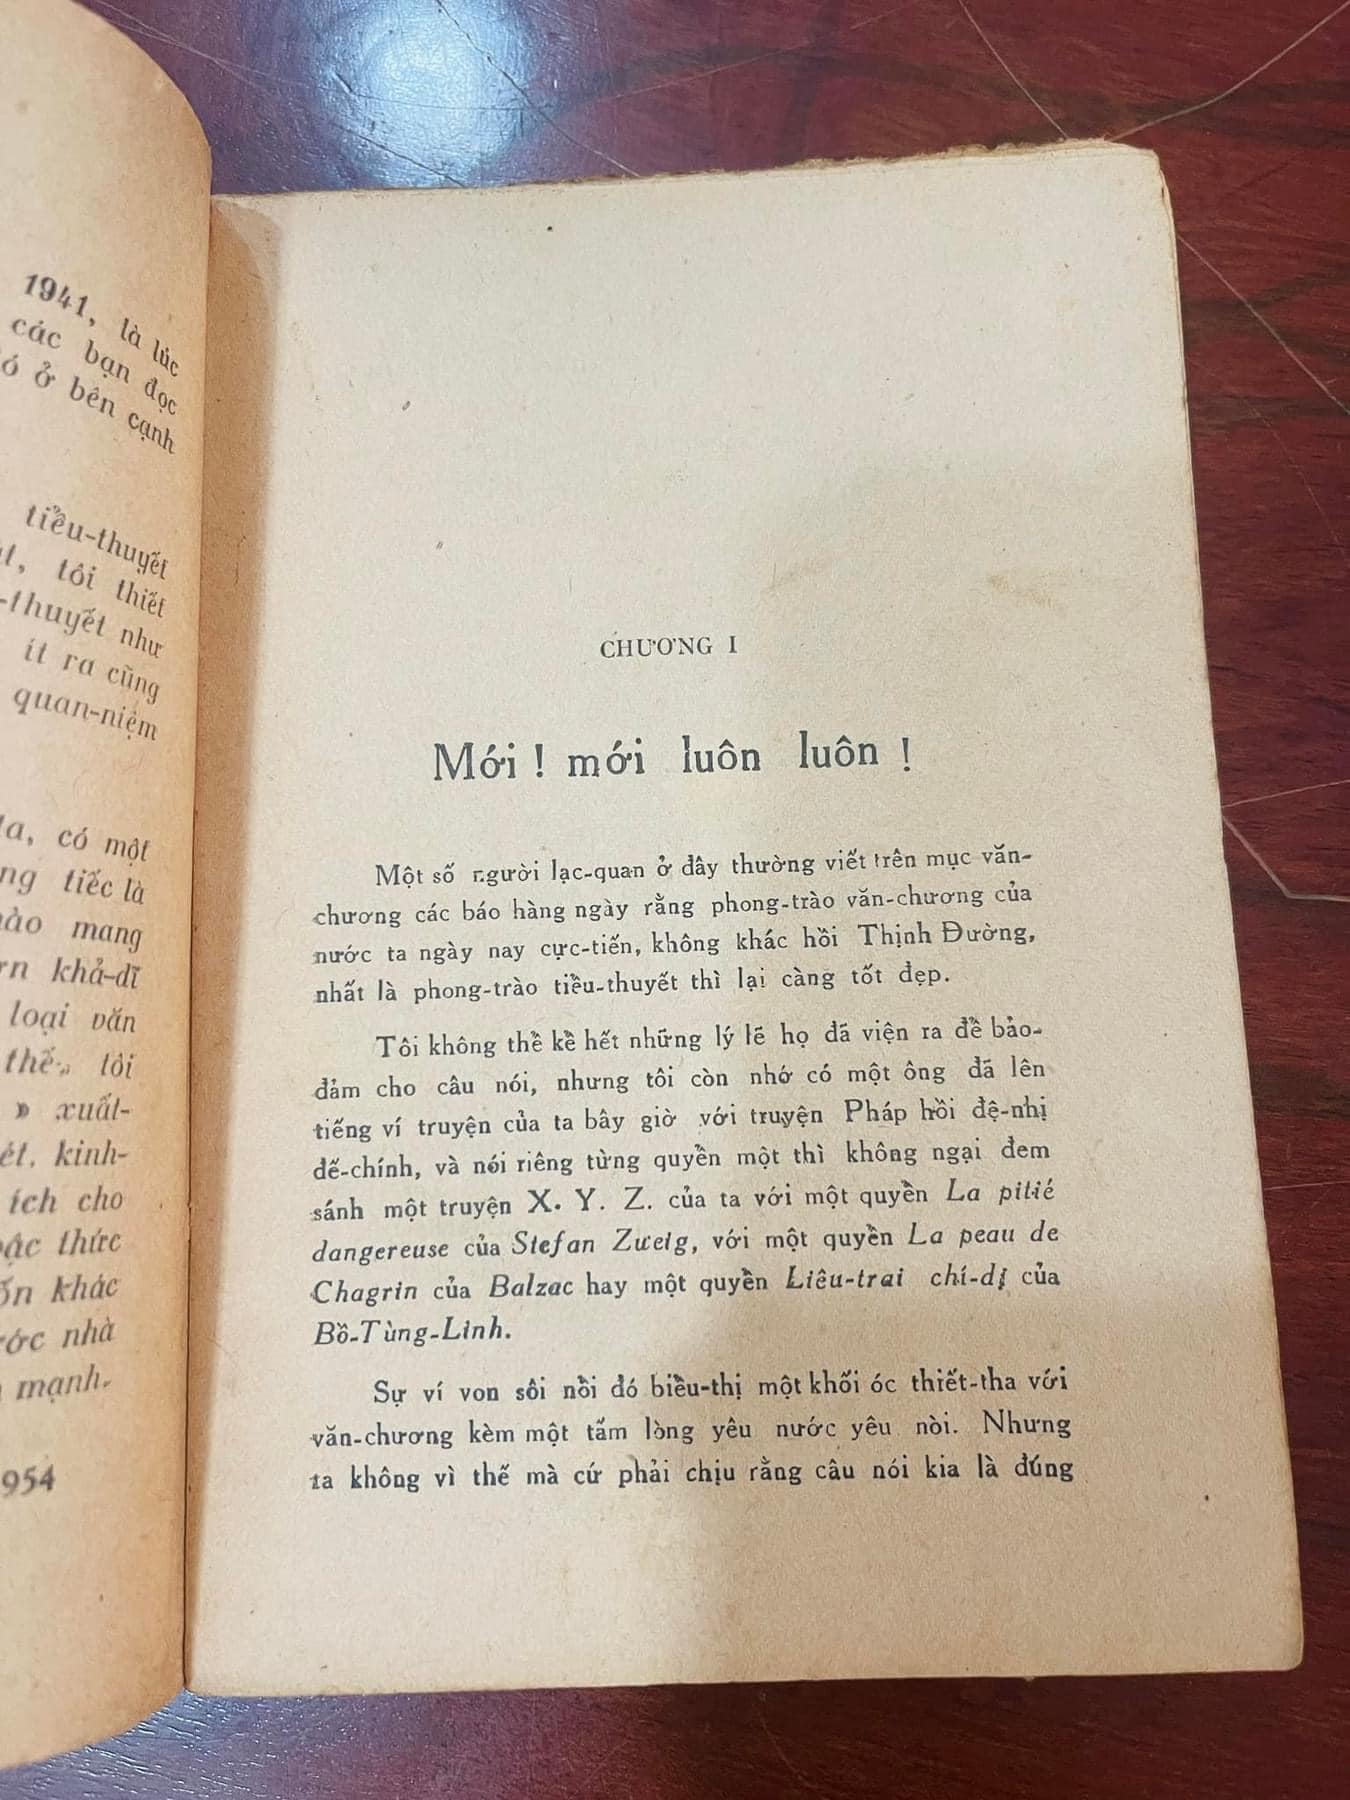 1941, là lúc
các bạn đọc
ở bên cạnh
tiểu-thuyết
tôi thiết
-thuyết như
ít ra cũng
quan-niệm
có một
tiếc là
mang
khả-dĩ
loại văn
thế„ tôi
» xuất-
kinh-
ích cho
thức
khác
nhà
mạnh.
1954
CHƯƠNG I
Mới ! mới luôn luôn !
Một số người lạc-quan ở đây thường viết trên mục văn-
chương các báo hàng ngày rằng phong-trào văn-chương của
nước ta ngày nay cực-tiến, không khác hồi Thịnh Đường,
nhất là phong-trào tiểu-thuyết thì lại càng tốt đẹp.
Tôi không thể kể hết những lý lẽ họ đã viện ra để bảo-
đảm cho câu nói, nhưng tôi còn nhớ có một ông đã lên
tiếng ví truyện của ta bây giờ với truyện Pháp hồi đệ-nhị
đế-chính, và nói riêng từng quyển một thì không ngại đem
sánh một truyện X. Y. Z. của ta với một quyển La pitié
dangereuse của Stefan Zweig, với một quyển La peau de
Chagrin của Balzac hay một quyển Liêu-trai chí-dị của
Bồ-Tùng-Linh.
Sự ví von sôi nổi đó biểu-thị một khối óc thiết-tha với
văn-chương kèm một tấm lòng yêu nước yêu nòi. Nhưng
ta không vì thế mà cứ phải chịu rằng câu nói kia là đúng